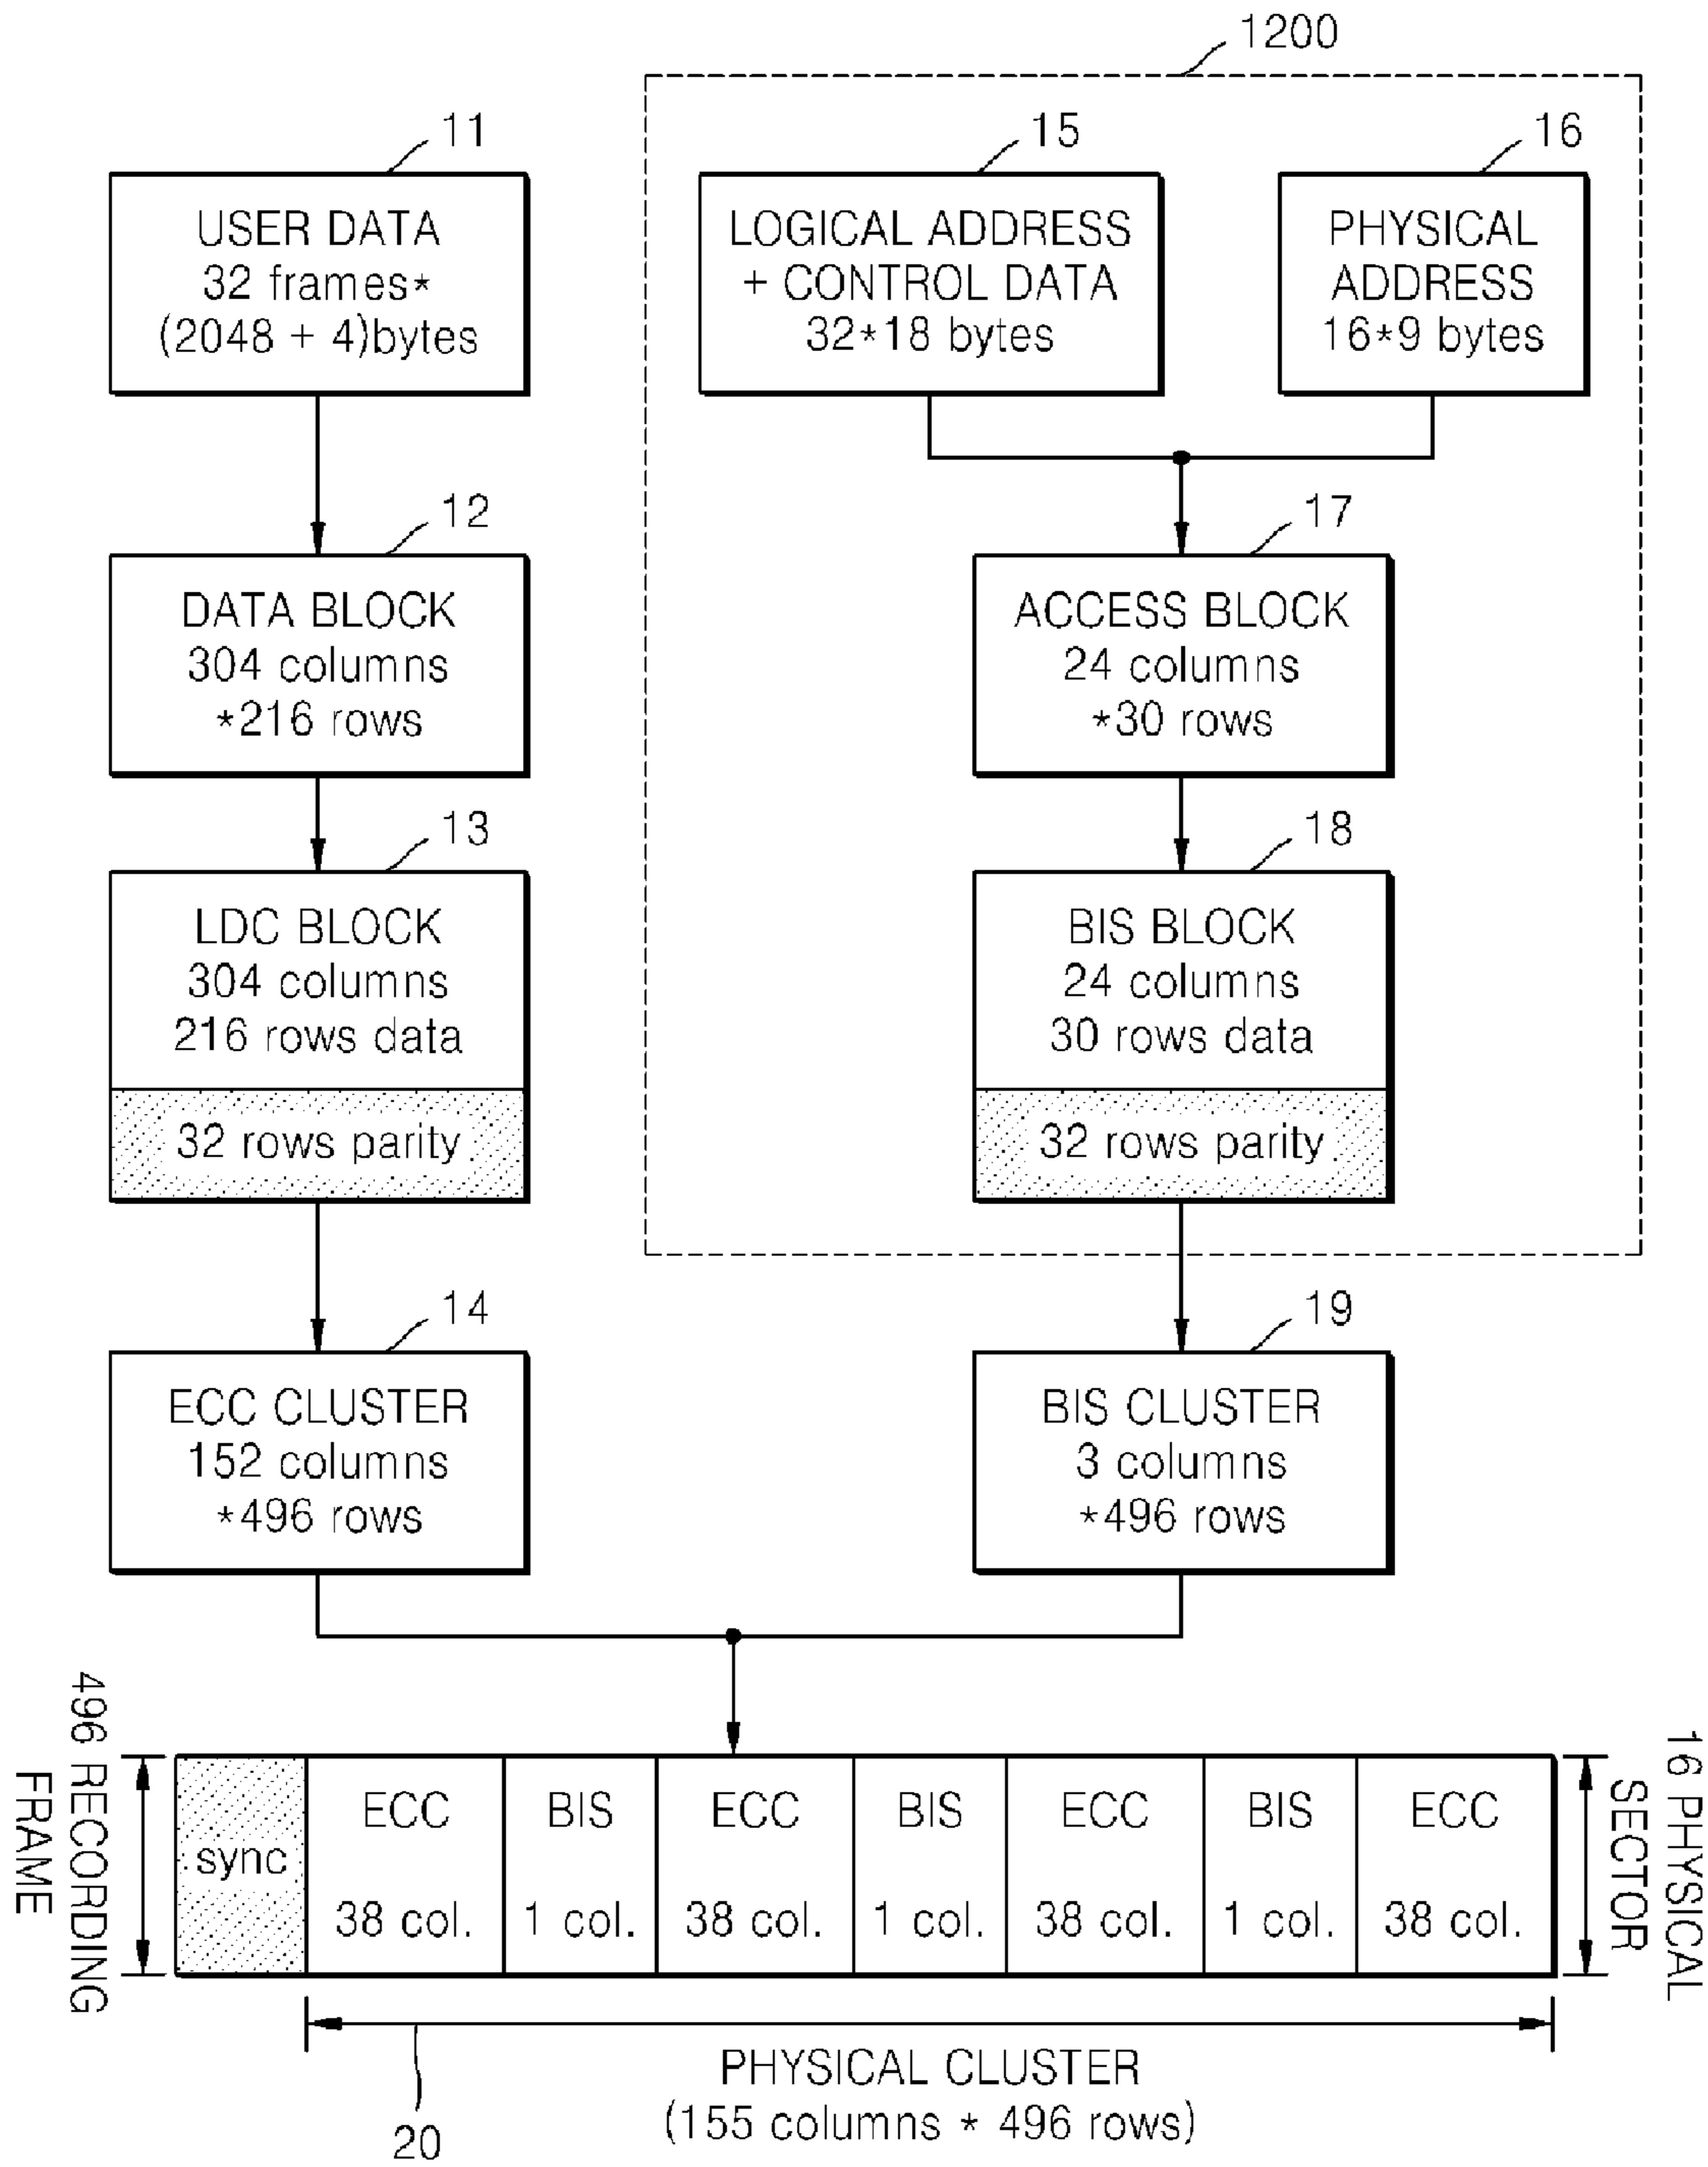 1200
11
USER DATA
32 frames*
(2048 + 4)bytes
15
LOGICAL ADDRESS
+ CONTROL DATA
32*18 bytes
16
PHYSICAL
ADDRESS
16*9 bytes
12
DATA BLOCK
304 columns
*216 rows
17
ACCESS BLOCK
24 columns
*30 rows
13
LDC BLOCK
304 columns
216 rows data
32 rows parity
18
BIS BLOCK
24 columns
30 rows data
32 rows parity
14
ECC CLUSTER
152 columns
*496 rows
19
BIS CLUSTER
3 columns
*496 rows
496 RECORDING
FRAME
sync
ECC
38 col.
BIS
1 col.
ECC
38 col.
BIS
1 col.
ECC
38 col.
BIS
1 col.
ECC
38 col.
16 PHYSICAL
SECTOR
20
PHYSICAL CLUSTER
(155 columns * 496 rows)